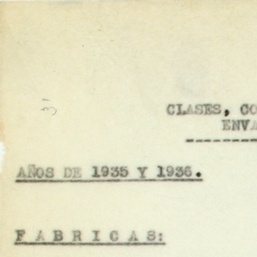 CLASES, CO
ENVA
AÑOS DE 1935 Y 1936.
F A B R I C A S: